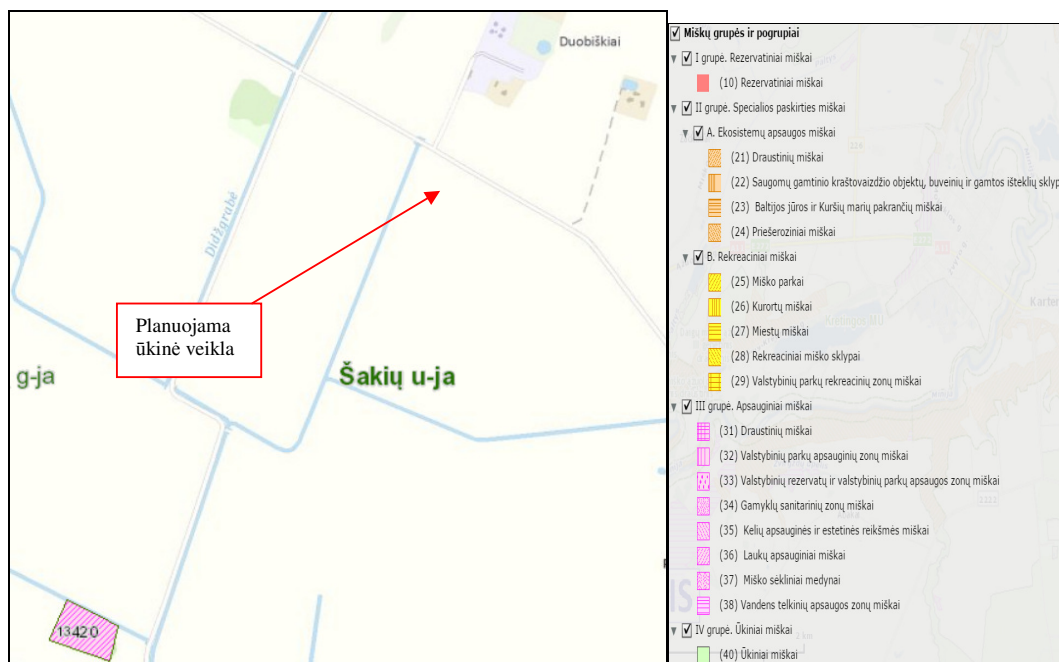 Duobiškiai
Didžgrubė
Planuojama
ūkinė veikla
g-ja
Šakių u-ja
13420
Miškų grupės ir pogrupiai
I grupė. Rezervatiniai miškai
(10) Rezervatiniai miškai
II grupė. Specialios paskirties miškai
A. Ekosistemų apsaugos miškai
(21) Draustinių miškai
(22) Saugomų gamtinio kraštovaizdžio objektų, buveinių ir gamtos išteklių sklyp
(23) Baltijos jūros ir Kuršių marių pakrančių miškai
(24) Priešeroziniai miškai
B. Rekreaciniai miškai
(25) Miško parkai
(26) Kurortų miškai
(27) Miestų miškai
(28) Rekreaciniai miško sklypai
(29) Valstybinių parkų rekreacinių zonų miškai
III grupė. Apsauginiai miškai
(31) Draustinių miškai
(32) Valstybinių parkų apsauginių zonų miškai
(33) Valstybinių rezervatų ir valstybinių parkų apsaugos zonų miškai
(34) Gamyklų sanitarinių zonų miškai
(35) Kelių apsauginės ir estetinės reikšmės miškai
(36) Laukų apsauginiai miškai
(37) Miško sėkliniai medynai
(38) Vandens telkinių apsaugos zonų miškai
IV grupė. Ūkiniai miškai
(40) Ūkiniai miškai